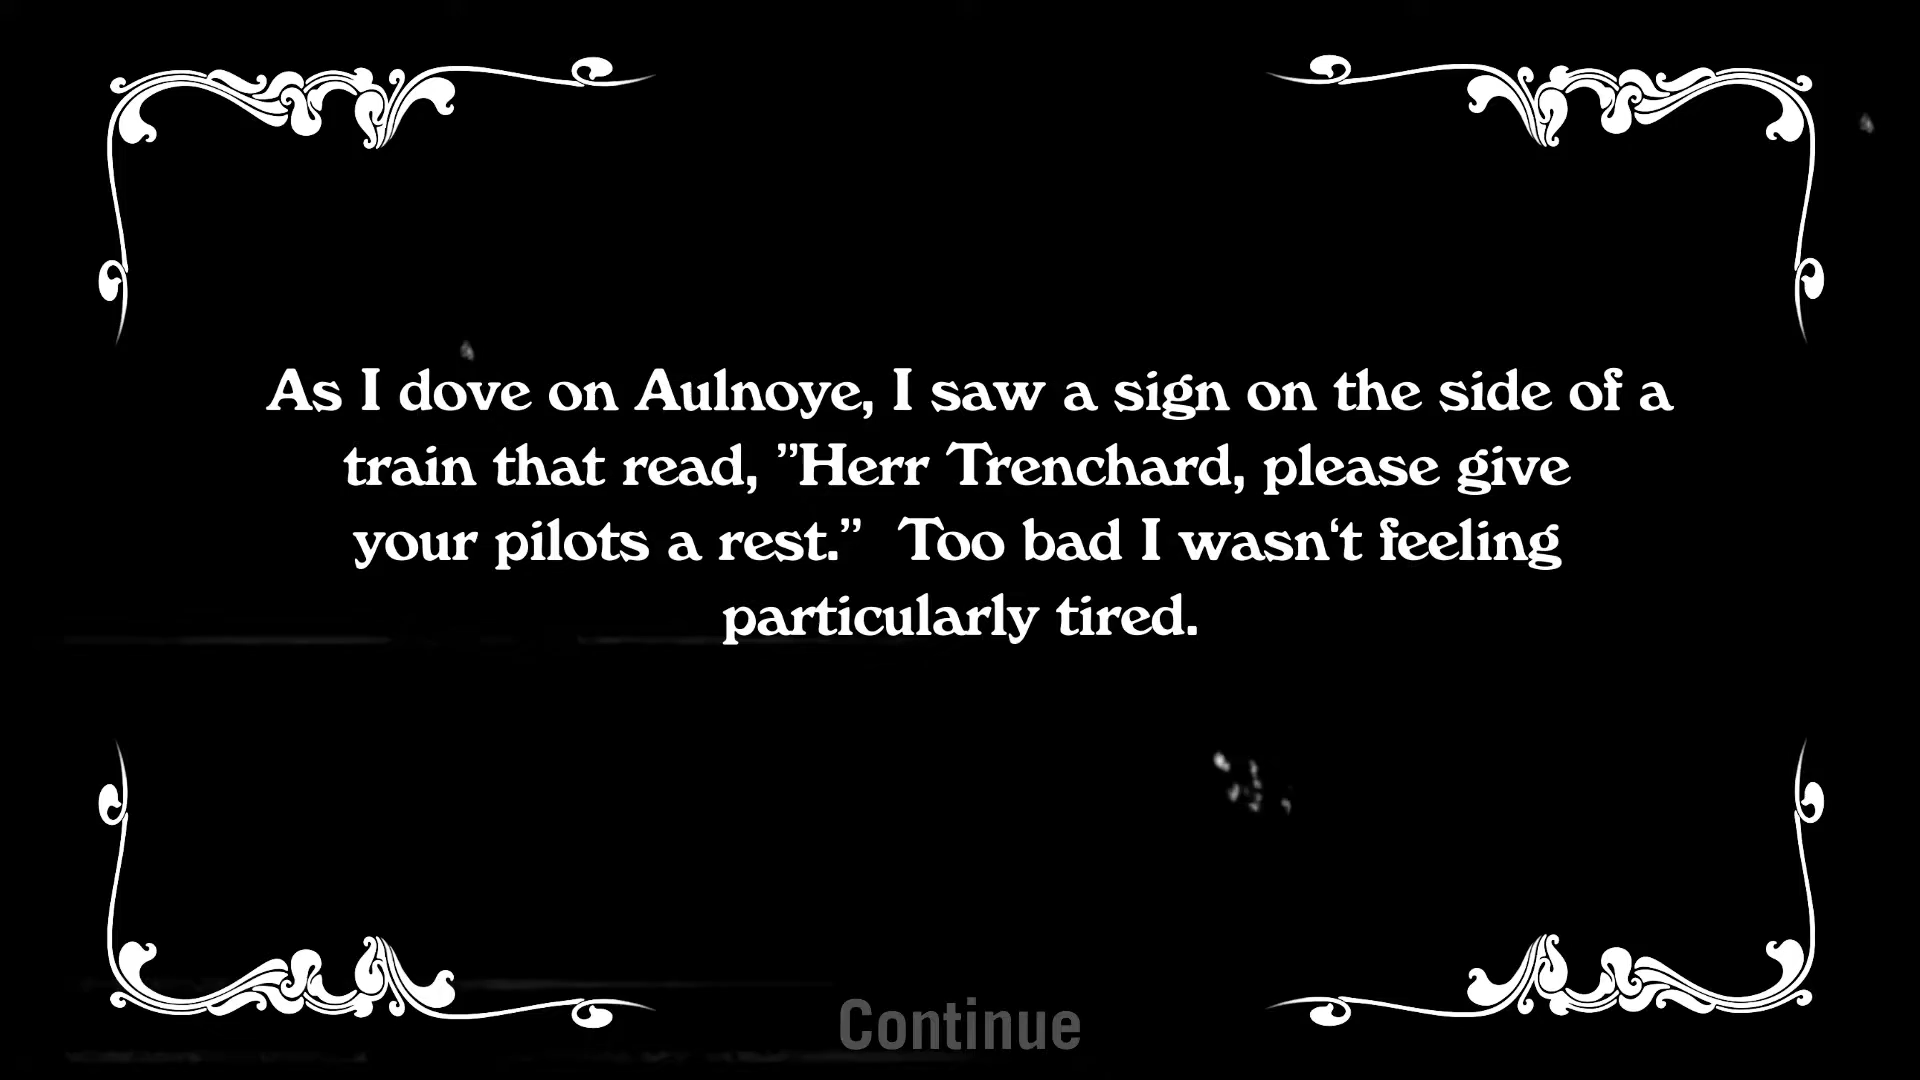 As I dove on Aulnoye, I saw a sign on the side of a
train that read, ”Herr Trenchard, please give
your pilots a rest.”  Too bad I wasn‘t feeling
particularly tired.
Continue